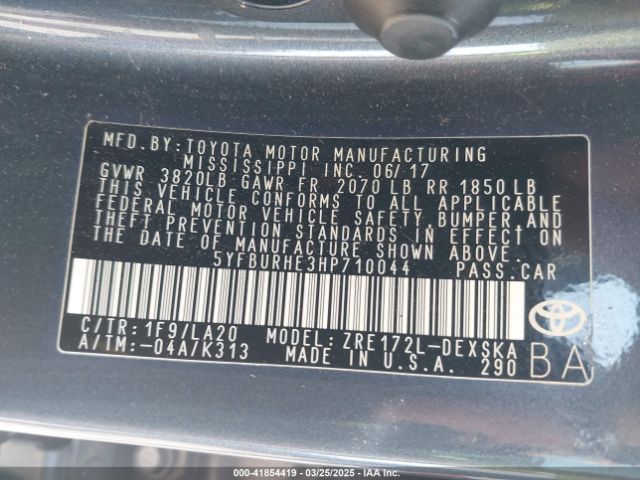 MFD. BY: TOYOTA MOTOR MANUFACTURING
MISSISSIPPI INC. 06/17
GVWR 3820LB GAWR FR 2070 LB RR 1850 LB
THIS VEHICLE CONFORMS TO ALL APPLICABLE
FEDERAL MOTOR VEHICLE SAFETY, BUMPER, AND
THEFT PREVENTION STANDARDS IN EFFECT ON
THE DATE OF MANUFACTURE SHOWN ABOVE.
5YFBURHE3HP710044 PASS.CAR
C/TR: 1F9/LA20 MODEL: ZRE172L-DEXSKA
A/TM: -04A/K313 MADE IN U.S.A. 290
BA
000-41854419 - 03/25/2025 - IAA Inc.